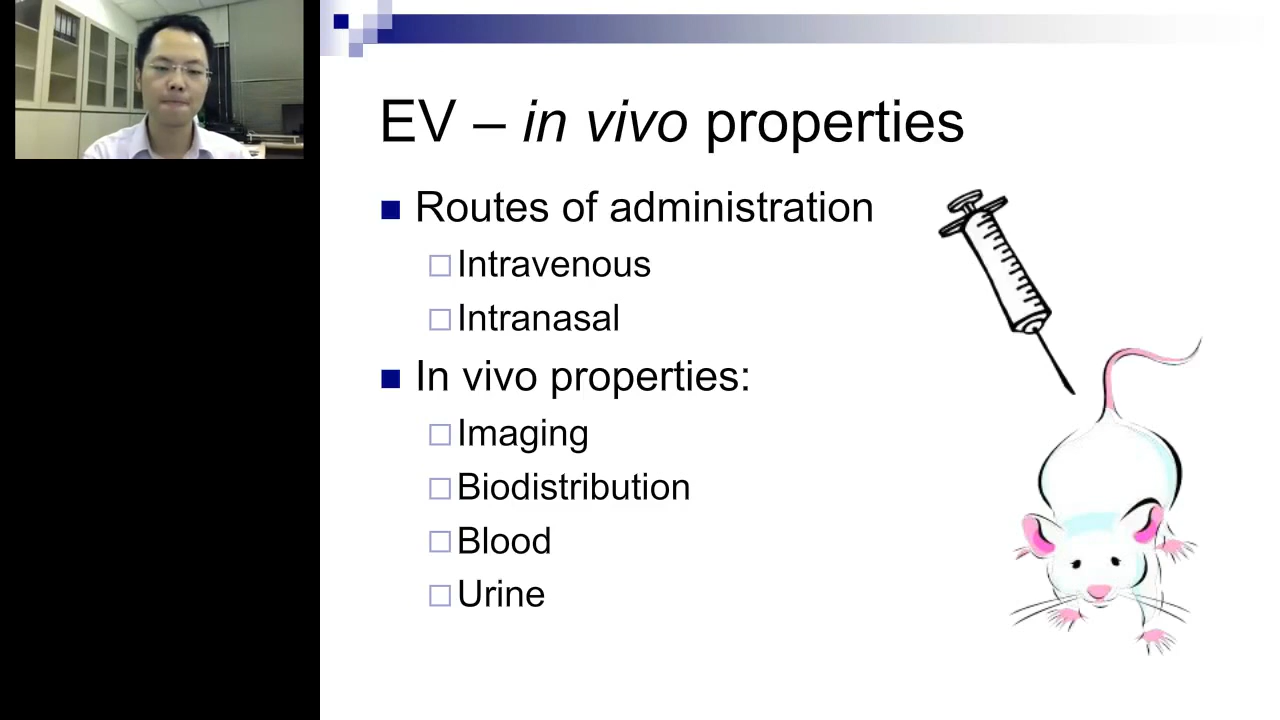 EV – in vivo properties
Routes of administration
Intravenous
Intranasal
In vivo properties:
Imaging
Biodistribution
Blood
Urine